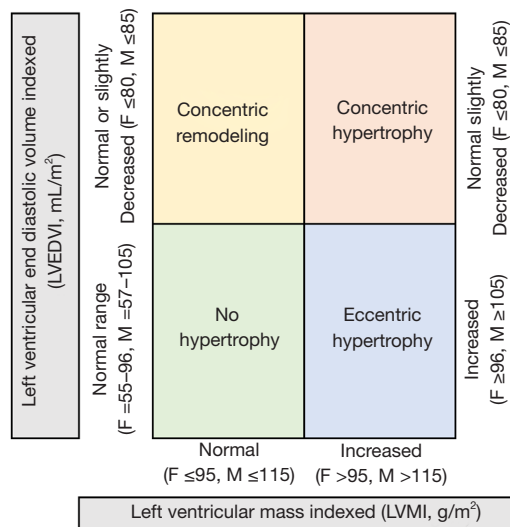 Left ventricular end diastolic volume indexed
(LVEDVI, mL/m²)
Normal or slightly
Decreased (F ≤80, M ≤85)
Normal range
(F =55–96, M =57–105)
Concentric
remodeling
Concentric
hypertrophy
No
hypertrophy
Eccentric
hypertrophy
Normal slightly
Decreased (F ≤80, M ≤85)
Increased
(F ≥96, M ≥105)
Normal
(F ≤95, M ≤115)
Increased
(F >95, M >115)
Left ventricular mass indexed (LVMI, g/m²)